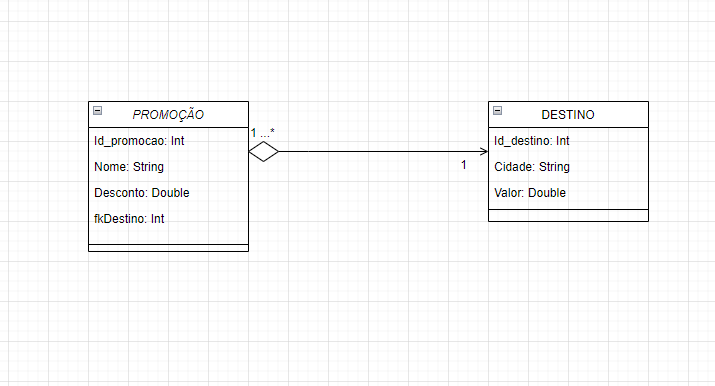 PROMOÇÃO
Id_promocao: Int
Nome: String
Desconto: Double
fkDestino: Int
1 ...*
1
DESTINO
Id_destino: Int
Cidade: String
Valor: Double